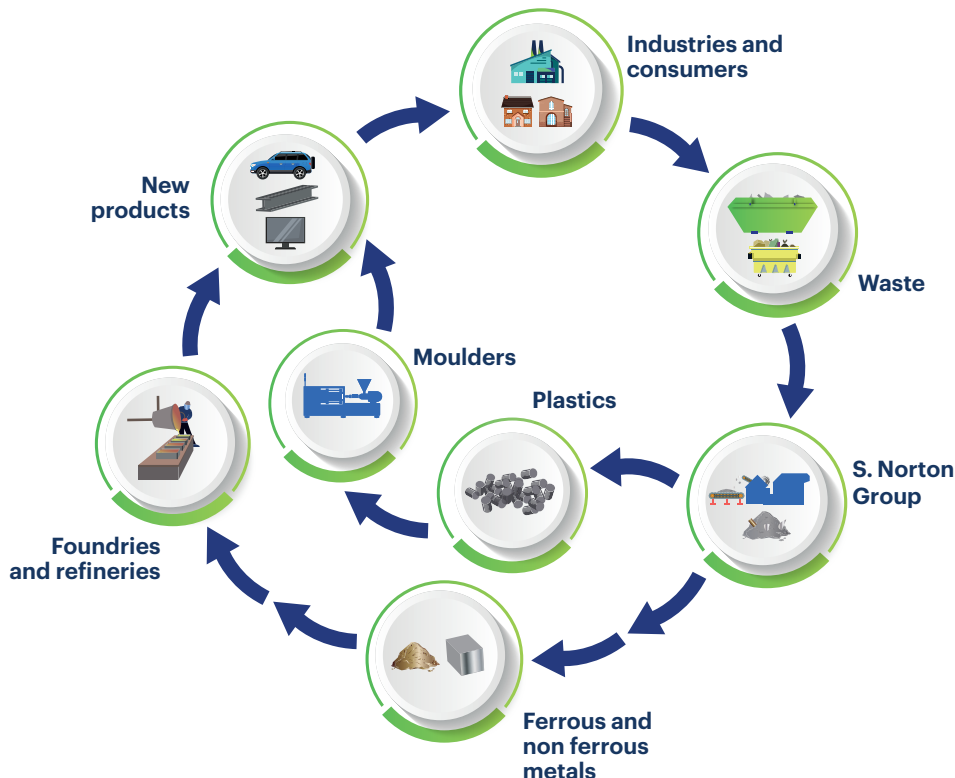 Industries and
consumers
New
products
Waste
Moulders
Plastics
S. Norton
Group
Foundries
and refineries
Ferrous and
non ferrous
metals